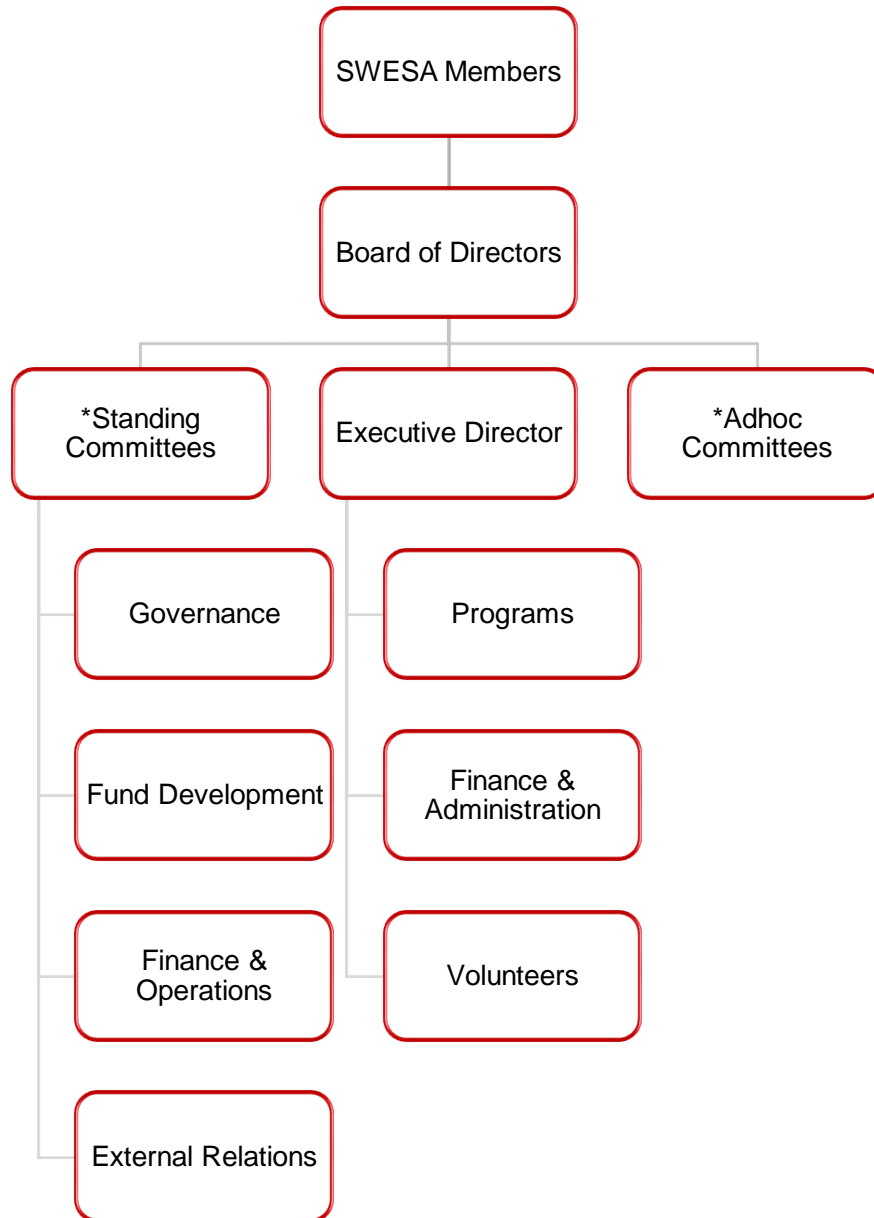 SWESA Members
Board of Directors
*Standing
Committees
Executive Director
*Adhoc
Committees
Governance
Programs
Fund Development
Finance &
Administration
Finance &
Operations
Volunteers
External Relations